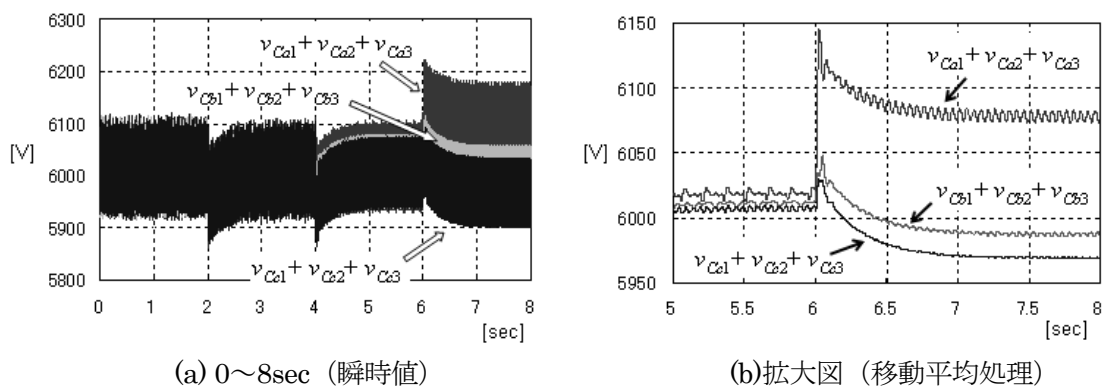 6300
6200
6100
[V]
6000
5900
5800
0 1 2 3 4 5 6 7 8
[sec]
vCa1+vCa2+vCa3
vCb1+vCb2+vCb3
vCc1+vCc2+vCc3
(a) 0～8sec（瞬時値）
6150
6100
[V]
6050
6000
5950
5 5.5 6 6.5 7 7.5 8
[sec]
vCa1+vCa2+vCa3
vCb1+vCb2+vCb3
vCc1+vCc2+vCc3
(b)拡大図（移動平均処理）